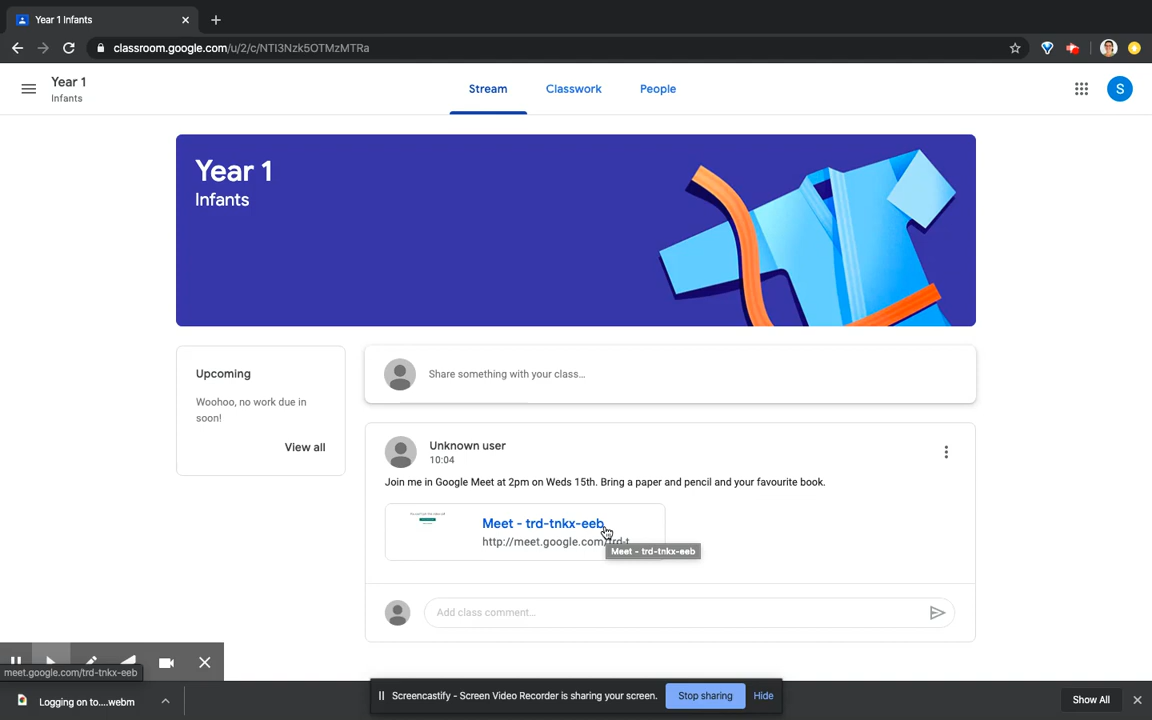 Year 1 Infants
classroom.google.com/u/2/c/NTI3Nzk5OTMzMTRa
Year 1
Infants
Stream
Classwork
People
S
Year 1
Infants
Upcoming
Woohoo, no work due in
soon!
View all
Share something with your class...
Unknown user
10:04
Join me in Google Meet at 2pm on Weds 15th. Bring a paper and pencil and your favourite book.
Meet - trd-tnkx-eeb
http://meet.google.com/trd-t
Meet - trd-tnkx-eeb
Add class comment...
meet.google.com/trd-tnkx-eeb
Logging on to....webm
Screencastify - Screen Video Recorder is sharing your screen.
Stop sharing
Hide
Show All